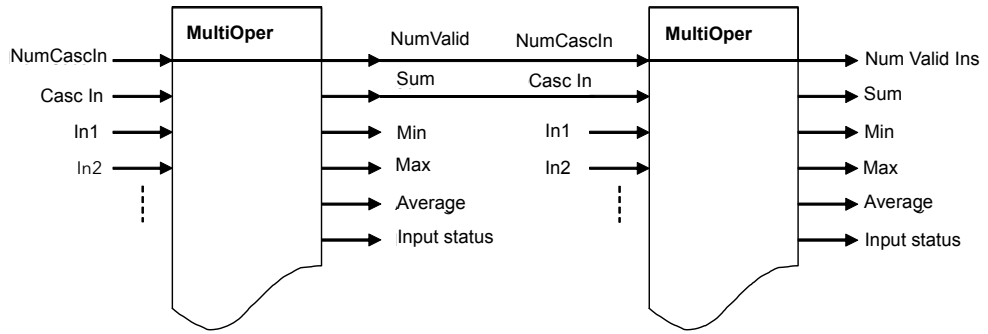 MultiOper
NumCascIn
Casc In
In1
In2
NumValid
Sum
Min
Max
Average
Input status
NumCascIn
Casc In
In1
In2
MultiOper
Num Valid Ins
Sum
Min
Max
Average
Input status